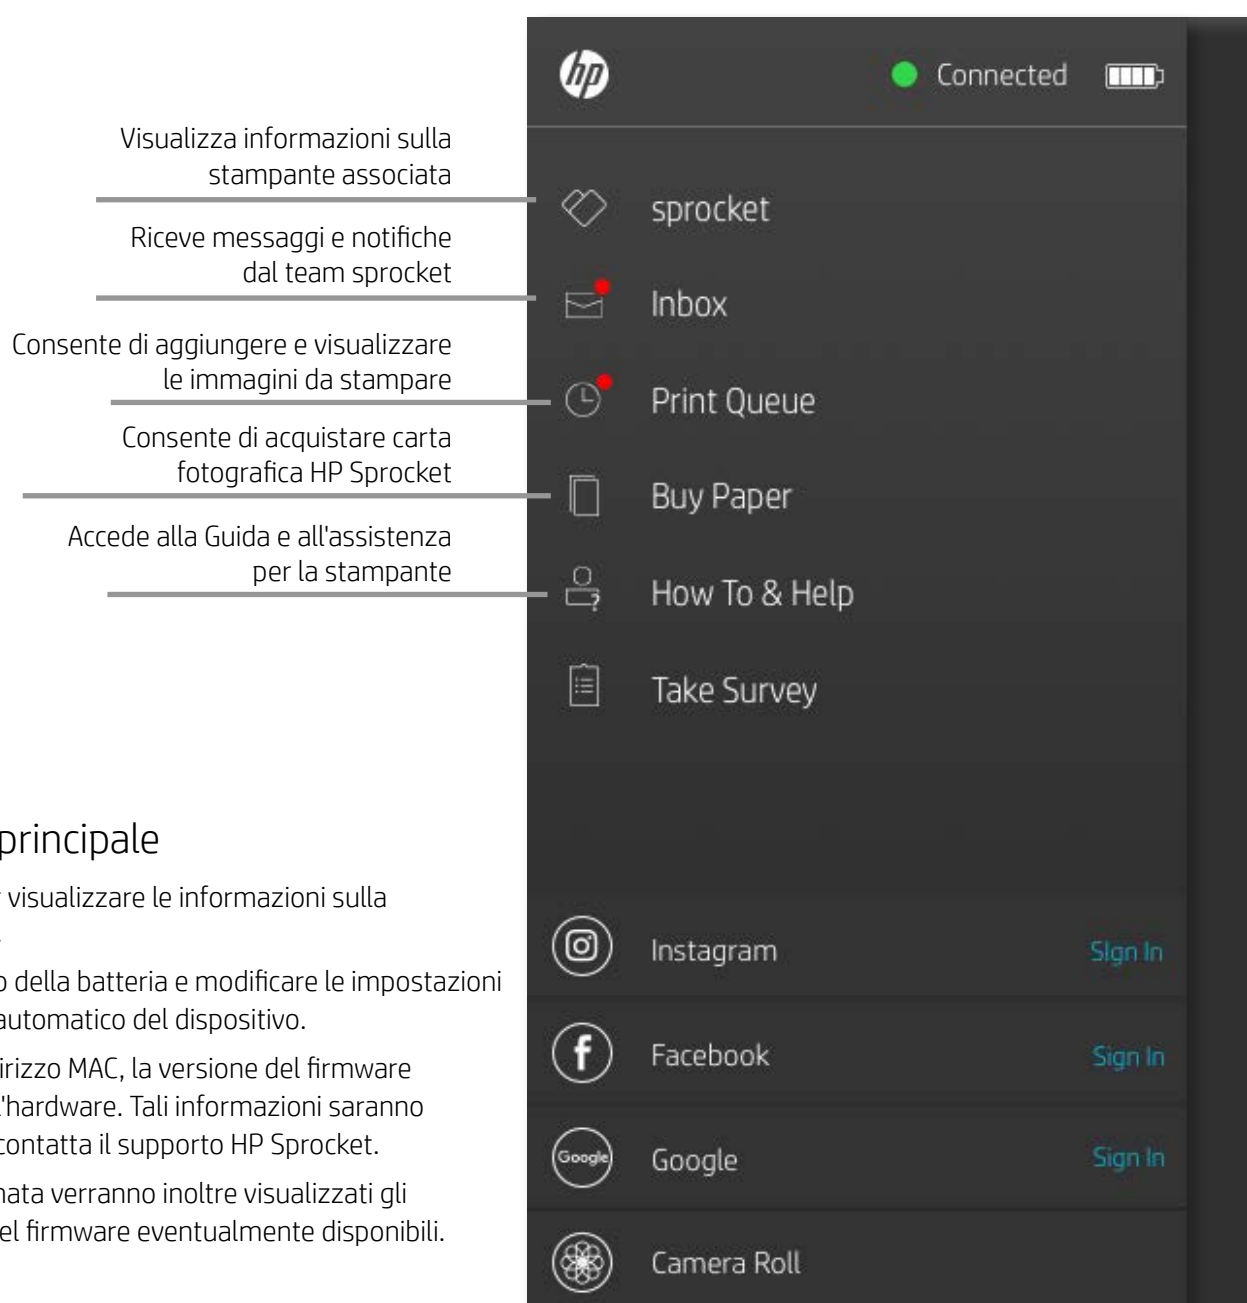 hp
Connected
Visualizza informazioni sulla
stampante associata
sprocket
Riceve messaggi e notifiche
dal team sprocket
Inbox
Consente di aggiungere e visualizzare
le immagini da stampare
Print Queue
Consente di acquistare carta
fotografica HP Sprocket
Buy Paper
Accede alla Guida e all'assistenza
per la stampante
How To & Help
Take Survey
principale
visualizzare le informazioni sulla
della batteria e modificare le impostazioni
automatico del dispositivo.
irizzo MAC, la versione del firmware
'hardware. Tali informazioni saranno
contatta il supporto HP Sprocket.
nata verranno inoltre visualizzati gli
el firmware eventualmente disponibili.
Instagram
SIgn In
Facebook
Sign In
Google
Google
Sign In
Camera Roll